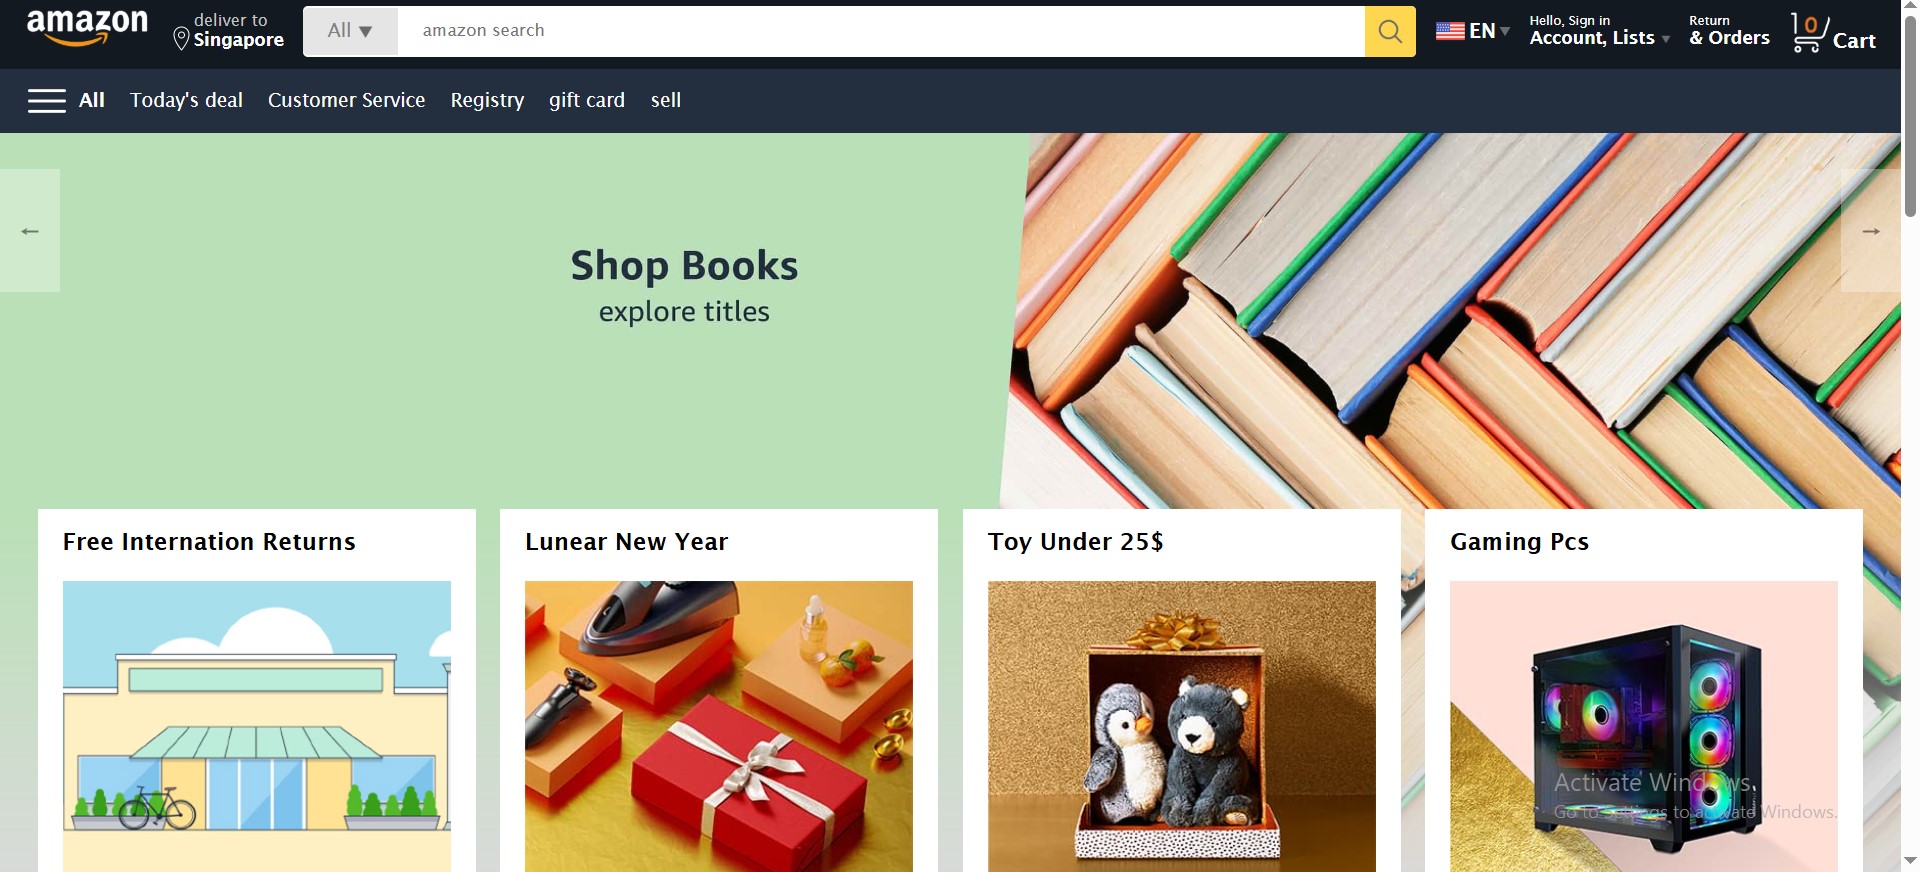 amazon
deliver to
Singapore
All ▼
amazon search
EN
Hello, Sign in
Account, Lists
Return
& Orders
0
Cart
All
Today's deal
Customer Service
Registry
gift card
sell
←
→
Shop Books
explore titles
Free Internation Returns
Lunear New Year
Toy Under 25$
Gaming Pcs
Activate Windows
Go to Settings to activate Windows.